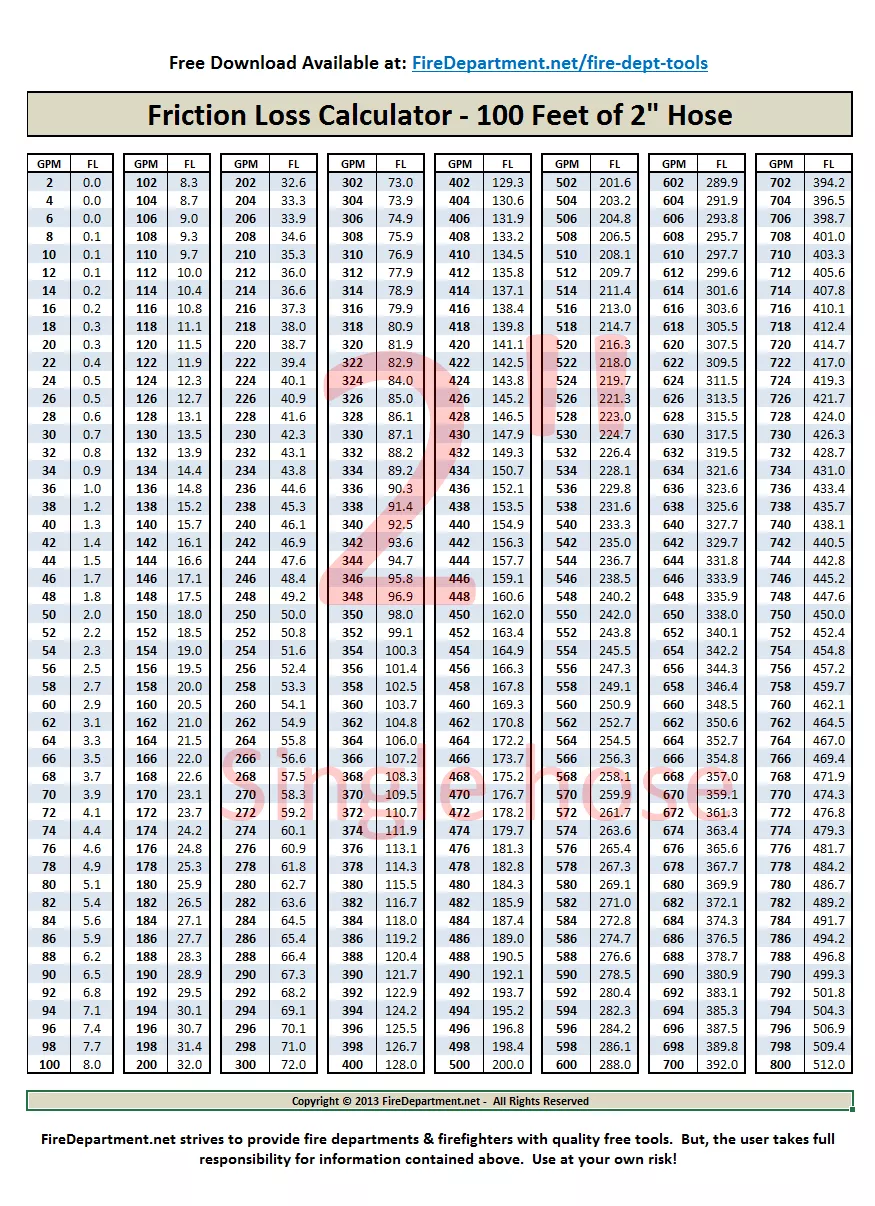 Free Download Available at: FireDepartment.net/fire-dept-tools
Friction Loss Calculator - 100 Feet of 2" Hose
GPM FL GPM FL GPM FL GPM FL GPM FL GPM FL GPM FL GPM FL
2 0.0 102 8.3 202 32.6 302 73.0 402 129.3 502 201.6 602 289.9 702 394.2
4 0.0 104 8.7 204 33.3 304 73.9 404 130.6 504 203.2 604 291.9 704 396.5
6 0.0 106 9.0 206 33.9 306 74.9 406 131.9 506 204.8 606 293.8 706 398.7
8 0.1 108 9.3 208 34.6 308 75.9 408 133.2 508 206.5 608 295.7 708 401.0
10 0.1 110 9.7 210 35.3 310 76.9 410 134.5 510 208.1 610 297.7 710 403.3
12 0.1 112 10.0 212 36.0 312 77.9 412 135.8 512 209.7 612 299.6 712 405.6
14 0.2 114 10.4 214 36.6 314 78.9 414 137.1 514 211.4 614 301.6 714 407.8
16 0.2 116 10.8 216 37.3 316 79.9 416 138.4 516 213.0 616 303.6 716 410.1
18 0.3 118 11.1 218 38.0 318 80.9 418 139.8 518 214.7 618 305.5 718 412.4
20 0.3 120 11.5 220 38.7 320 81.9 420 141.1 520 216.3 620 307.5 720 414.7
22 0.4 122 11.9 222 39.4 322 82.9 422 142.5 522 218.0 622 309.5 722 417.0
24 0.5 124 12.3 224 40.1 324 84.0 424 143.8 524 219.7 624 311.5 724 419.3
26 0.5 126 12.7 226 40.9 326 85.0 426 145.2 526 221.3 626 313.5 726 421.7
28 0.6 128 13.1 228 41.6 328 86.1 428 146.5 528 223.0 628 315.5 728 424.0
30 0.7 130 13.5 230 42.3 330 87.1 430 147.9 530 224.7 630 317.5 730 426.3
32 0.8 132 13.9 232 43.1 332 88.2 432 149.3 532 226.4 632 319.5 732 428.7
34 0.9 134 14.4 234 43.8 334 89.2 434 150.7 534 228.1 634 321.6 734 431.0
36 1.0 136 14.8 236 44.6 336 90.3 436 152.1 536 229.8 636 323.6 736 433.4
38 1.2 138 15.2 238 45.3 338 91.4 438 153.5 538 231.6 638 325.6 738 435.7
40 1.3 140 15.7 240 46.1 340 92.5 440 154.9 540 233.3 640 327.7 740 438.1
42 1.4 142 16.1 242 46.9 342 93.6 442 156.3 542 235.0 642 329.7 742 440.5
44 1.5 144 16.6 244 47.6 344 94.7 444 157.7 544 236.7 644 331.8 744 442.8
46 1.7 146 17.1 246 48.4 346 95.8 446 159.1 546 238.5 646 333.9 746 445.2
48 1.8 148 17.5 248 49.2 348 96.9 448 160.6 548 240.2 648 335.9 748 447.6
50 2.0 150 18.0 250 50.0 350 98.0 450 162.0 550 242.0 650 338.0 750 450.0
52 2.2 152 18.5 252 50.8 352 99.1 452 163.4 552 243.8 652 340.1 752 452.4
54 2.3 154 19.0 254 51.6 354 100.3 454 164.9 554 245.5 654 342.2 754 454.8
56 2.5 156 19.5 256 52.4 356 101.4 456 166.3 556 247.3 656 344.3 756 457.2
58 2.7 158 20.0 258 53.3 358 102.5 458 167.8 558 249.1 658 346.4 758 459.7
60 2.9 160 20.5 260 54.1 360 103.7 460 169.3 560 250.9 660 348.5 760 462.1
62 3.1 162 21.0 262 54.9 362 104.8 462 170.8 562 252.7 662 350.6 762 464.5
64 3.3 164 21.5 264 55.8 364 106.0 464 172.2 564 254.5 664 352.7 764 467.0
66 3.5 166 22.0 266 56.6 366 107.2 466 173.7 566 256.3 666 354.8 766 469.4
68 3.7 168 22.6 268 57.5 368 108.3 468 175.2 568 258.1 668 357.0 768 471.9
70 3.9 170 23.1 270 58.3 370 109.5 470 176.7 570 259.9 670 359.1 770 474.3
72 4.1 172 23.7 272 59.2 372 110.7 472 178.2 572 261.7 672 361.3 772 476.8
74 4.4 174 24.2 274 60.1 374 111.9 474 179.7 574 263.6 674 363.4 774 479.3
76 4.6 176 24.8 276 60.9 376 113.1 476 181.3 576 265.4 676 365.6 776 481.7
78 4.9 178 25.3 278 61.8 378 114.3 478 182.8 578 267.3 678 367.7 778 484.2
80 5.1 180 25.9 280 62.7 380 115.5 480 184.3 580 269.1 680 369.9 780 486.7
82 5.4 182 26.5 282 63.6 382 116.7 482 185.9 582 271.0 682 372.1 782 489.2
84 5.6 184 27.1 284 64.5 384 118.0 484 187.4 584 272.8 684 374.3 784 491.7
86 5.9 186 27.7 286 65.4 386 119.2 486 189.0 586 274.7 686 376.5 786 494.2
88 6.2 188 28.3 288 66.4 388 120.4 488 190.5 588 276.6 688 378.7 788 496.8
90 6.5 190 28.9 290 67.3 390 121.7 490 192.1 590 278.5 690 380.9 790 499.3
92 6.8 192 29.5 292 68.2 392 122.9 492 193.7 592 280.4 692 383.1 792 501.8
94 7.1 194 30.1 294 69.1 394 124.2 494 195.2 594 282.3 694 385.3 794 504.3
96 7.4 196 30.7 296 70.1 396 125.5 496 196.8 596 284.2 696 387.5 796 506.9
98 7.7 198 31.4 298 71.0 398 126.7 498 198.4 598 286.1 698 389.8 798 509.4
100 8.0 200 32.0 300 72.0 400 128.0 500 200.0 600 288.0 700 392.0 800 512.0
2"
Single hose
Copyright © 2013 FireDepartment.net - All Rights Reserved
FireDepartment.net strives to provide fire departments & firefighters with quality free tools. But, the user takes full
responsibility for information contained above. Use at your own risk!